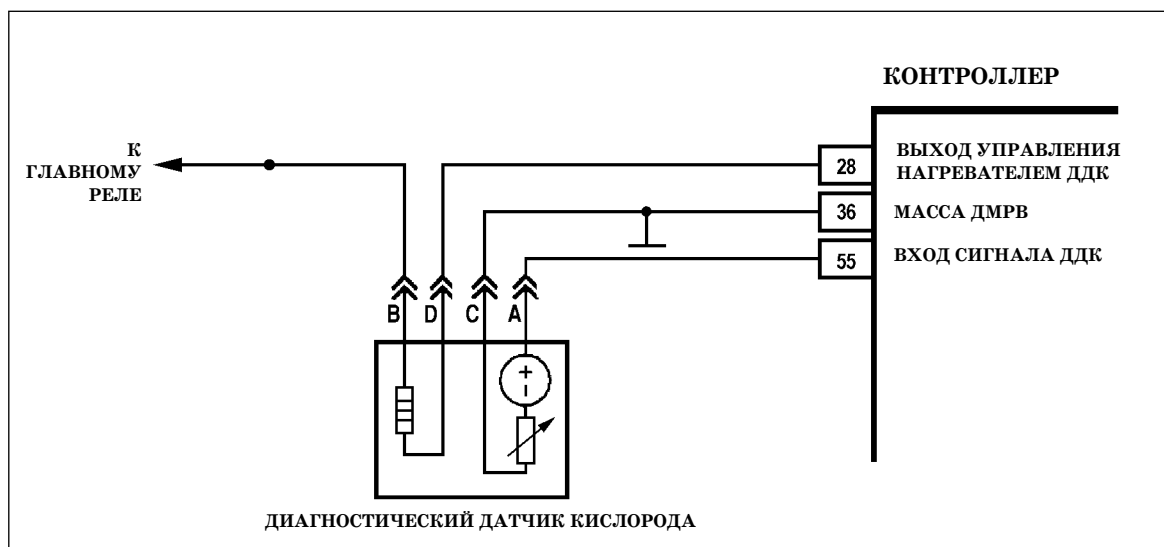 КОНТРОЛЛЕР
К
ГЛАВНОМУ
РЕЛЕ
28
ВЫХОД УПРАВЛЕНИЯ
НАГРЕВАТЕЛЕМ ДДК
36
МАССА ДМРВ
55
ВХОД СИГНАЛА ДДК
B D C A
+
-
ДИАГНОСТИЧЕСКИЙ ДАТЧИК КИСЛОРОДА